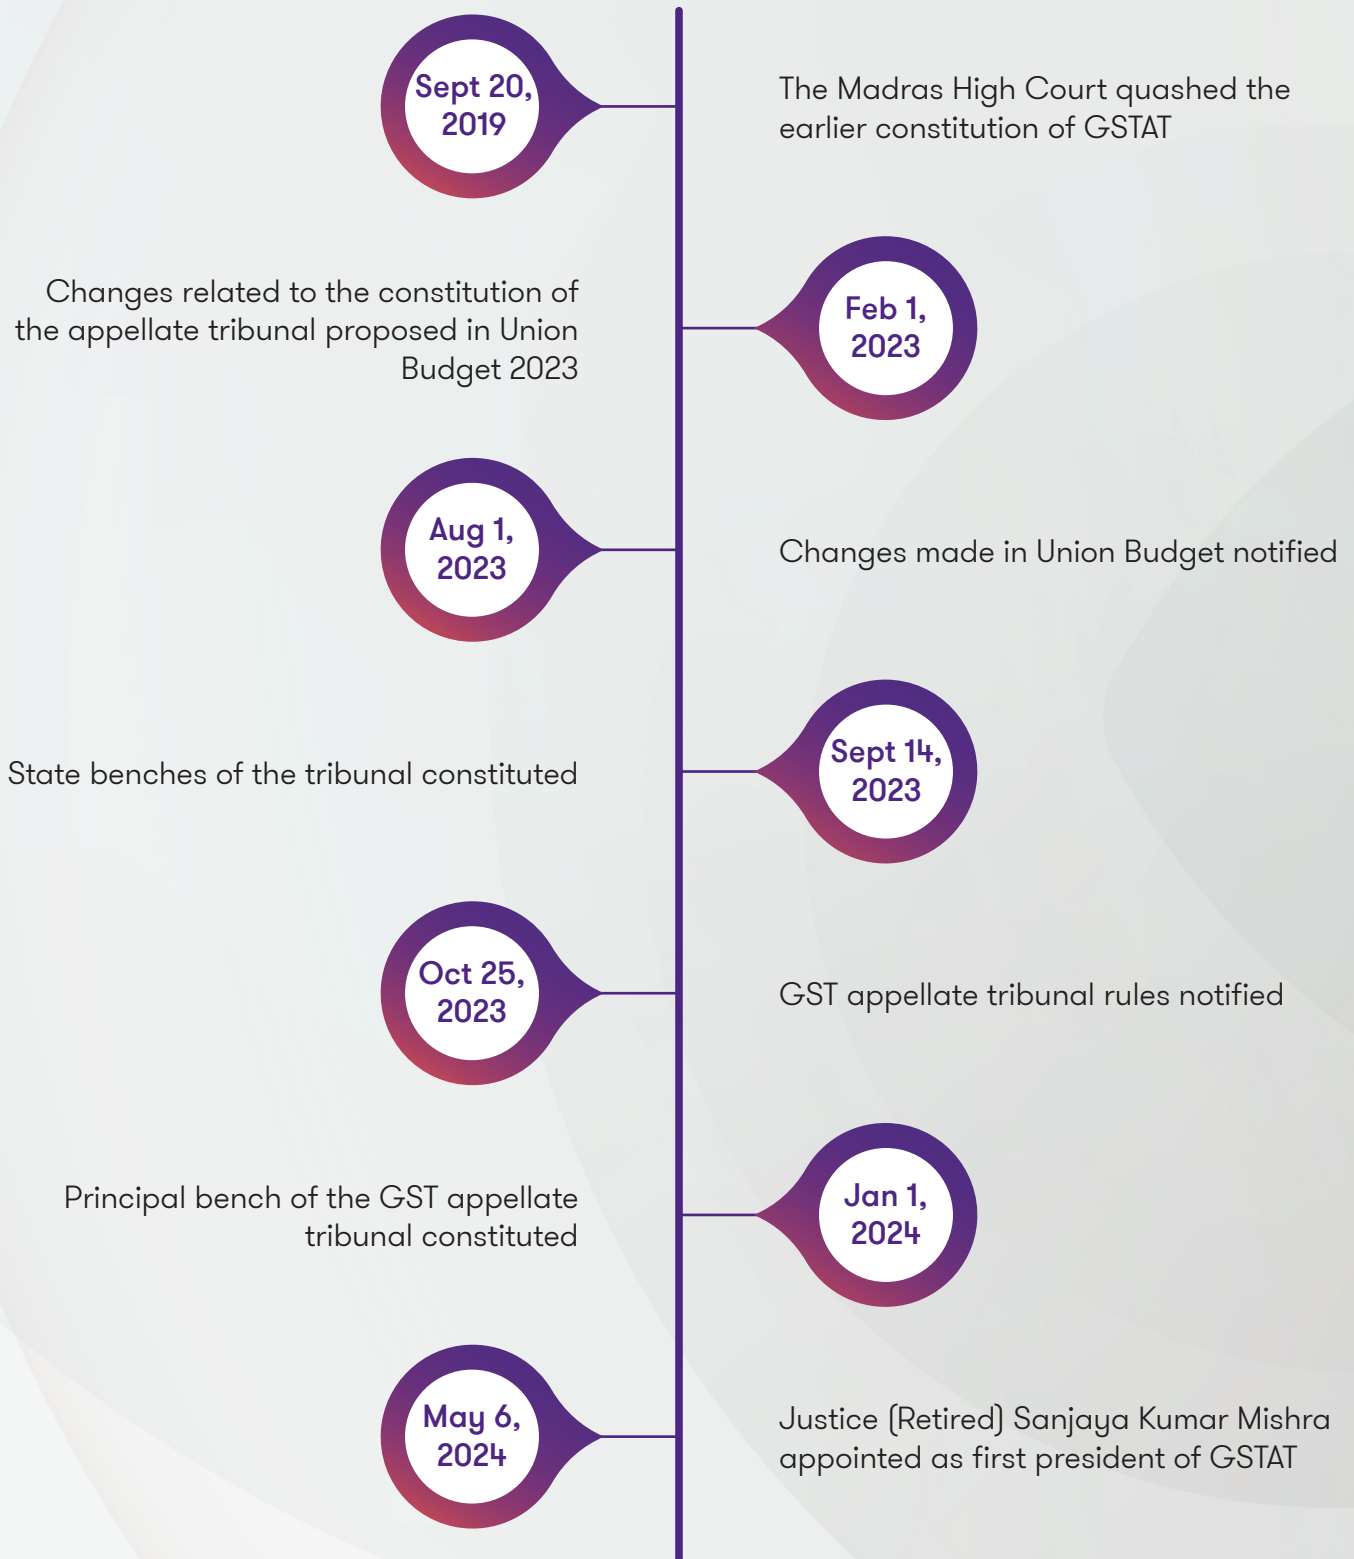 Sept 20,
2019
The Madras High Court quashed the
earlier constitution of GSTAT
Changes related to the constitution of
the appellate tribunal proposed in Union
Budget 2023
Feb 1,
2023
Aug 1,
2023
Changes made in Union Budget notified
State benches of the tribunal constituted
Sept 14,
2023
Oct 25,
2023
GST appellate tribunal rules notified
Principal bench of the GST appellate
tribunal constituted
Jan 1,
2024
May 6,
2024
Justice (Retired) Sanjaya Kumar Mishra
appointed as first president of GSTAT